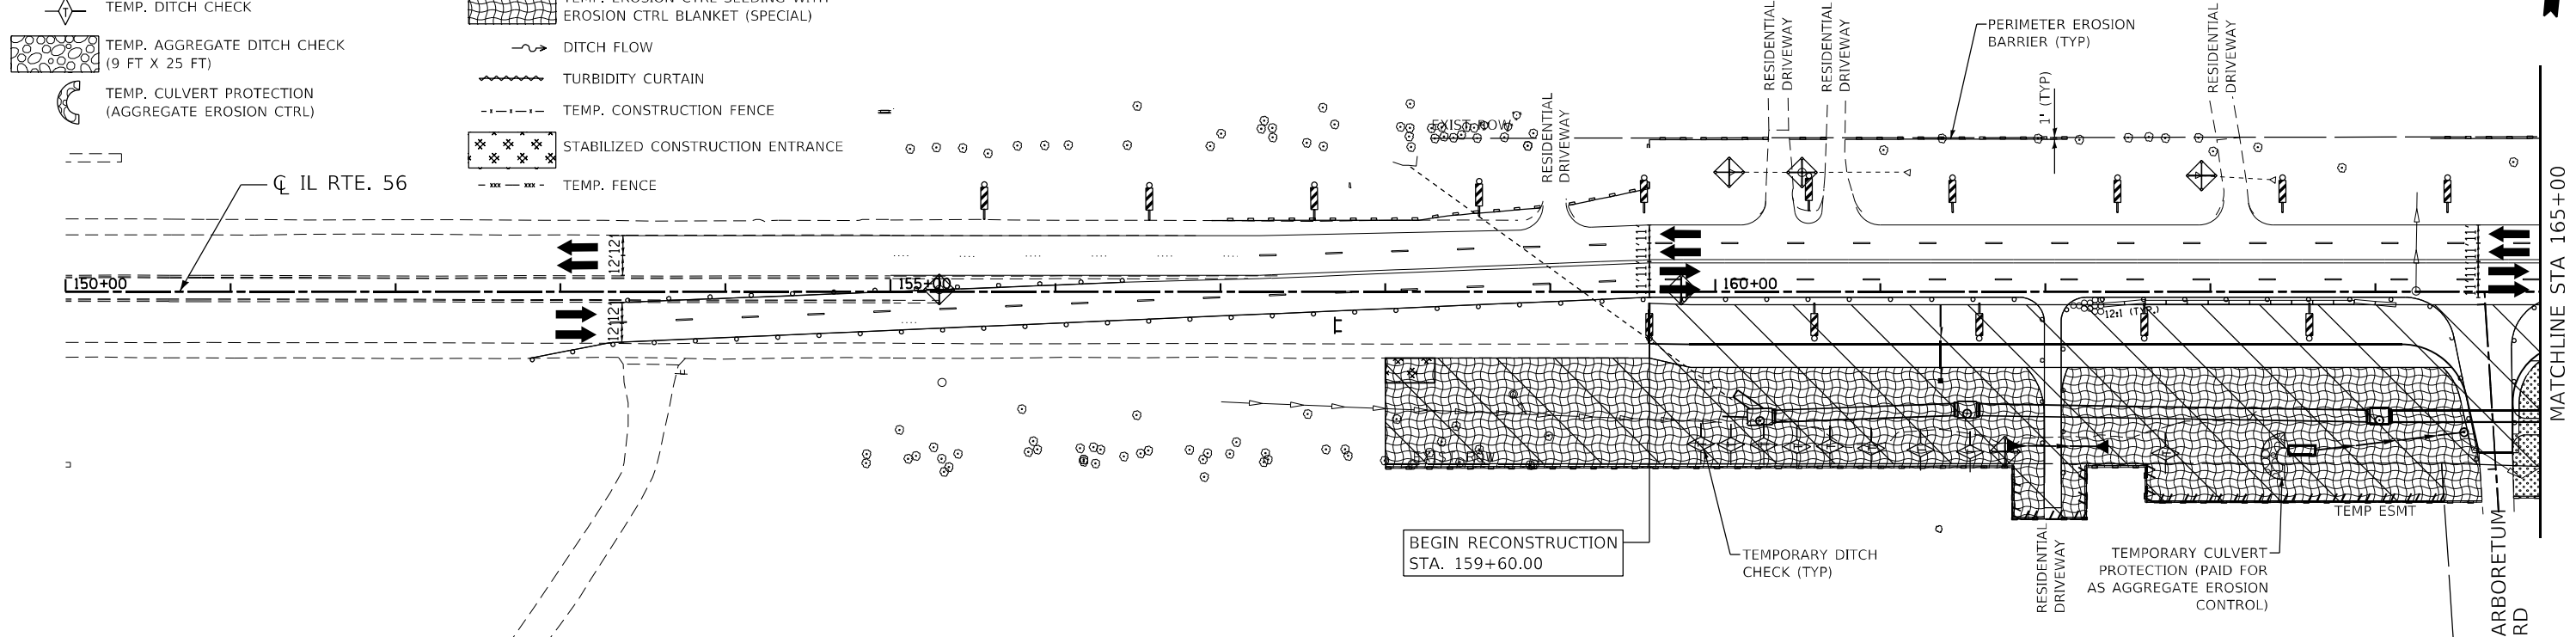 TEMP. DITCH CHECK
TEMP. AGGREGATE DITCH CHECK
(9 FT X 25 FT)
TEMP. CULVERT PROTECTION
(AGGREGATE EROSION CTRL)
TEMP. EROSION CTRL SEEDING WITH
EROSION CTRL BLANKET (SPECIAL)
DITCH FLOW
TURBIDITY CURTAIN
TEMP. CONSTRUCTION FENCE
STABILIZED CONSTRUCTION ENTRANCE
TEMP. FENCE
℄ IL RTE. 56
EXIST ROW
RESIDENTIAL
DRIVEWAY
RESIDENTIAL
DRIVEWAY
RESIDENTIAL
DRIVEWAY
PERIMETER EROSION
BARRIER (TYP)
1' (TYP)
RESIDENTIAL
DRIVEWAY
MATCHLINE STA 165+00
12' 12'
12' 12'
11' 11' 11' 11'
11' 11' 11' 11'
150+00
155+00
160+00
12:1 (TYP.)
EXIST ROW
BEGIN RECONSTRUCTION
STA. 159+60.00
TEMPORARY DITCH
CHECK (TYP)
RESIDENTIAL
DRIVEWAY
TEMPORARY CULVERT
PROTECTION (PAID FOR
AS AGGREGATE EROSION
CONTROL)
TEMP ESMT
ARBORETUM
RD